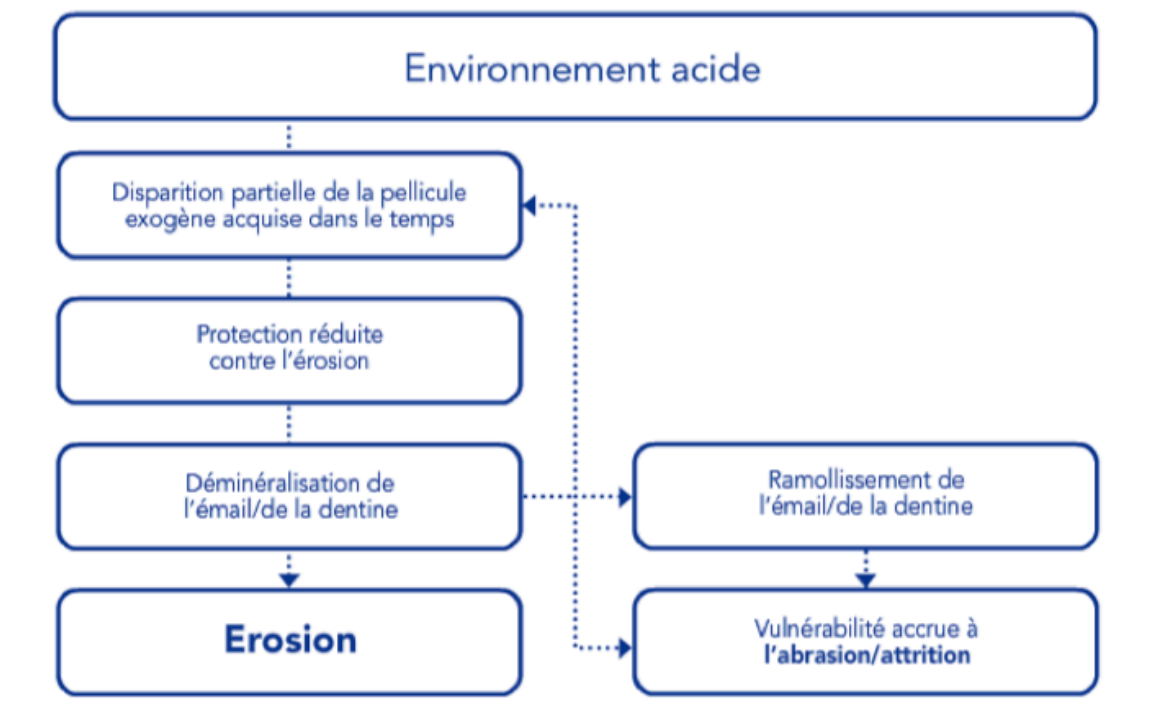 Environnement acide
Disparition partielle de la pellicule
exogène acquise dans le temps
Protection réduite
contre l'érosion
Déminéralisation de
l'émail/de la dentine
Ramollissement de
l'émail/de la dentine
Erosion
Vulnérabilité accrue à
l'abrasion/attrition